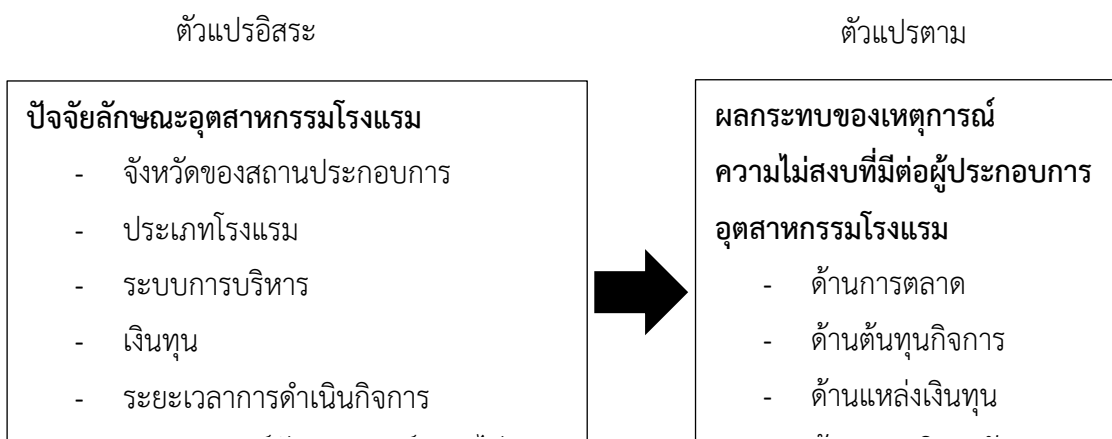 ตัวแปรอิสระ
ตัวแปรตาม
ปัจจัยลักษณะอุตสาหกรรมโรงแรม
- จังหวัดของสถานประกอบการ
- ประเภทโรงแรม
- ระบบการบริหาร
- เงินทุน
- ระยะเวลาการดำเนินกิจการ
ผลกระทบของเหตุการณ์
ความไม่สงบที่มีต่อผู้ประกอบการ
อุตสาหกรรมโรงแรม
- ด้านการตลาด
- ด้านต้นทุนกิจการ
- ด้านแหล่งเงินทุน